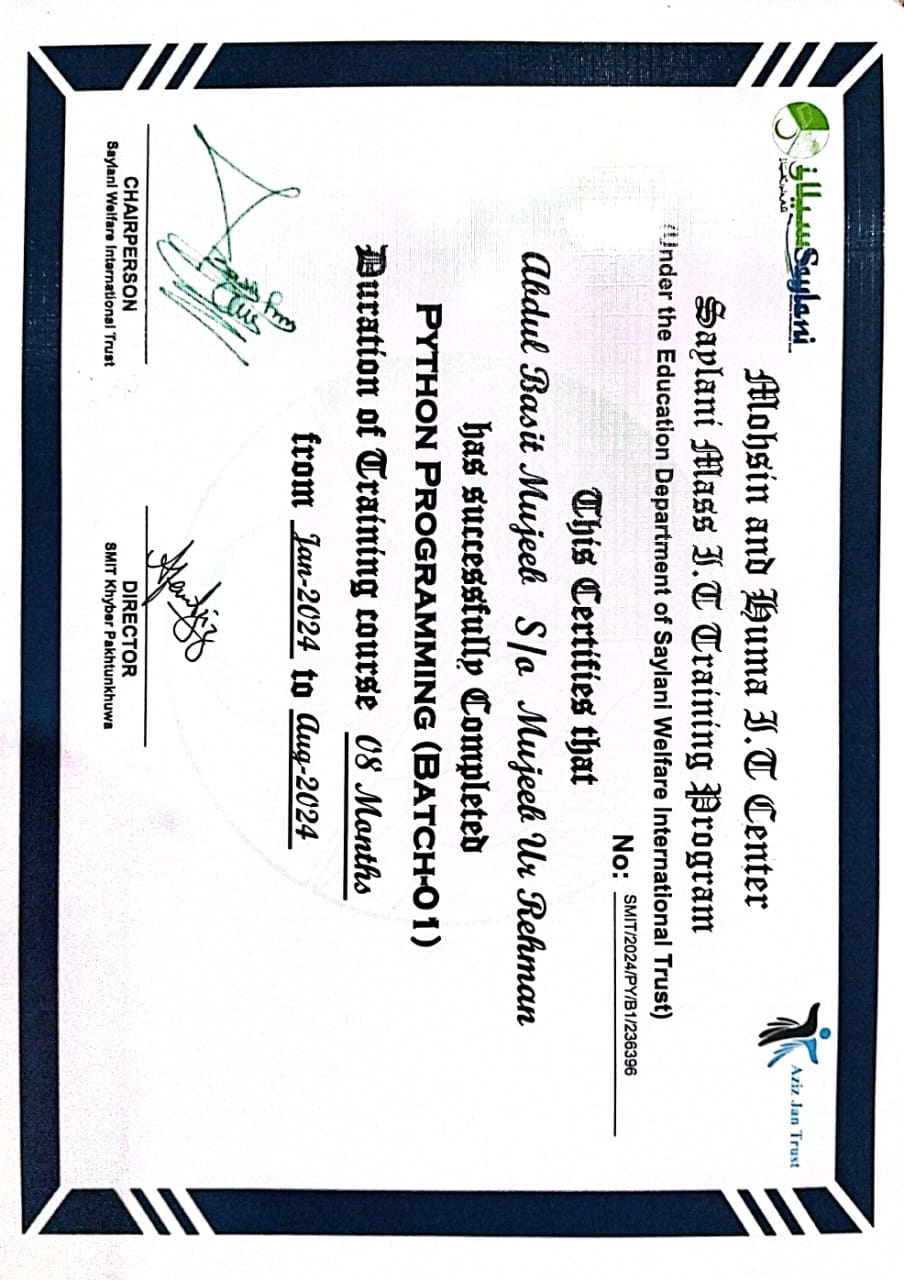 سیلانی Saylani
Aziz Jan Trust
Mohsin and Huma I.T Center
Saylani Mass I.T Training Program
(Under the Education Department of Saylani Welfare International Trust)
No: SMIT/2024/PY/B1/236396
This Certifies that
Abdul Basit Mujeeb S/o Mujeeb Ur Rehman
has successfully Completed
PYTHON PROGRAMMING (BATCH-01)
Duration of Training course 08 Months
from Jan-2024 to Aug-2024
CHAIRPERSON
Saylani Welfare International Trust
DIRECTOR
SMIT Khyber Pakhtunkhuwa